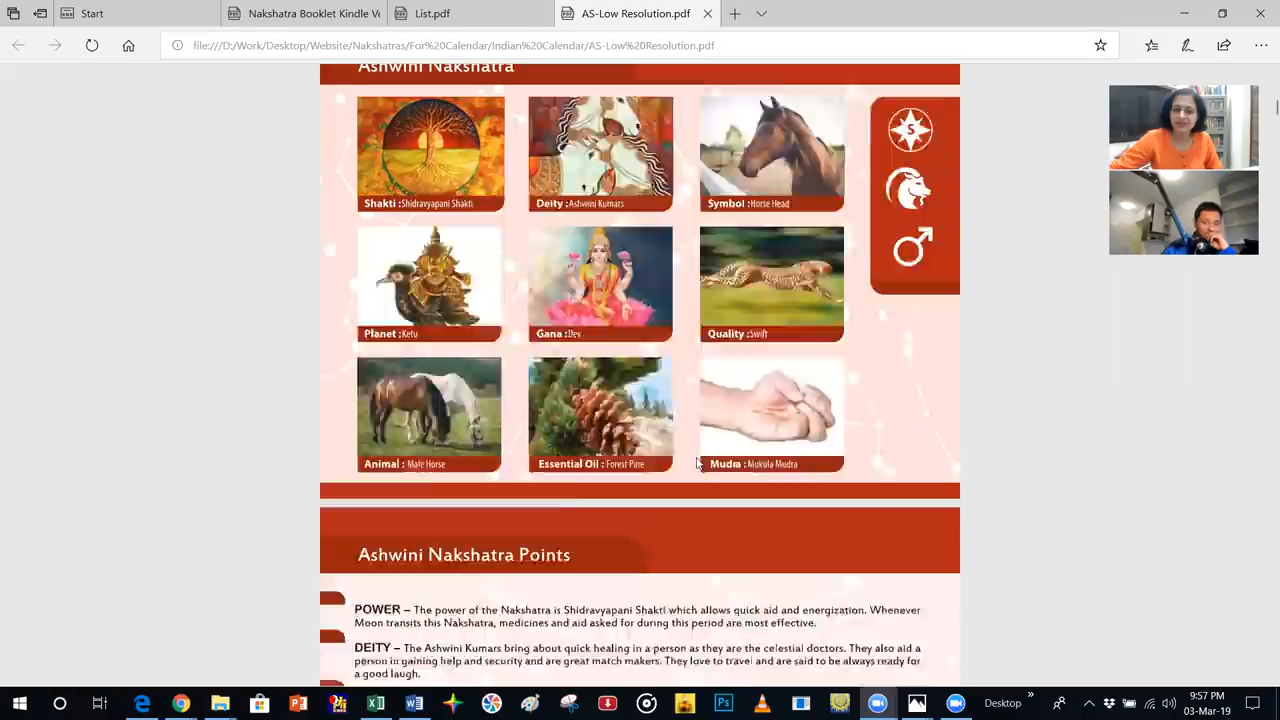 Nakshatra Booklet Kindle Ve
List.pdf
AS-Low Resolution.pdf
file:///D:/Work/Desktop/Website/Nakshatras/For%20Calendar/Indian%20Calendar/AS-Low%20Resolution.pdf
Ashwini Nakshatra
S
Shakti :Shidravyapani Shakti
Deity :Ashwini Kumars
Symbol :Horse Head
Planet :Ketu
Gana :Dev
Quality :Swift
Animal : Male Horse
Essential Oil : Forest Pine
Mudra : Mukula Mudra
Ashwini Nakshatra Points
POWER – The power of the Nakshatra is Shidravyapani Shakti which allows quick aid and energization. Whenever
Moon transits this Nakshatra, medicines and aid asked for during this period are most effective.
DEITY – The Ashwini Kumars bring about quick healing in a person as they are the celestial doctors. They also aid a
person in gaining help and security and are great match makers. They love to travel and are said to be always ready for
a good laugh.
Desktop
9:57 PM
03-Mar-19